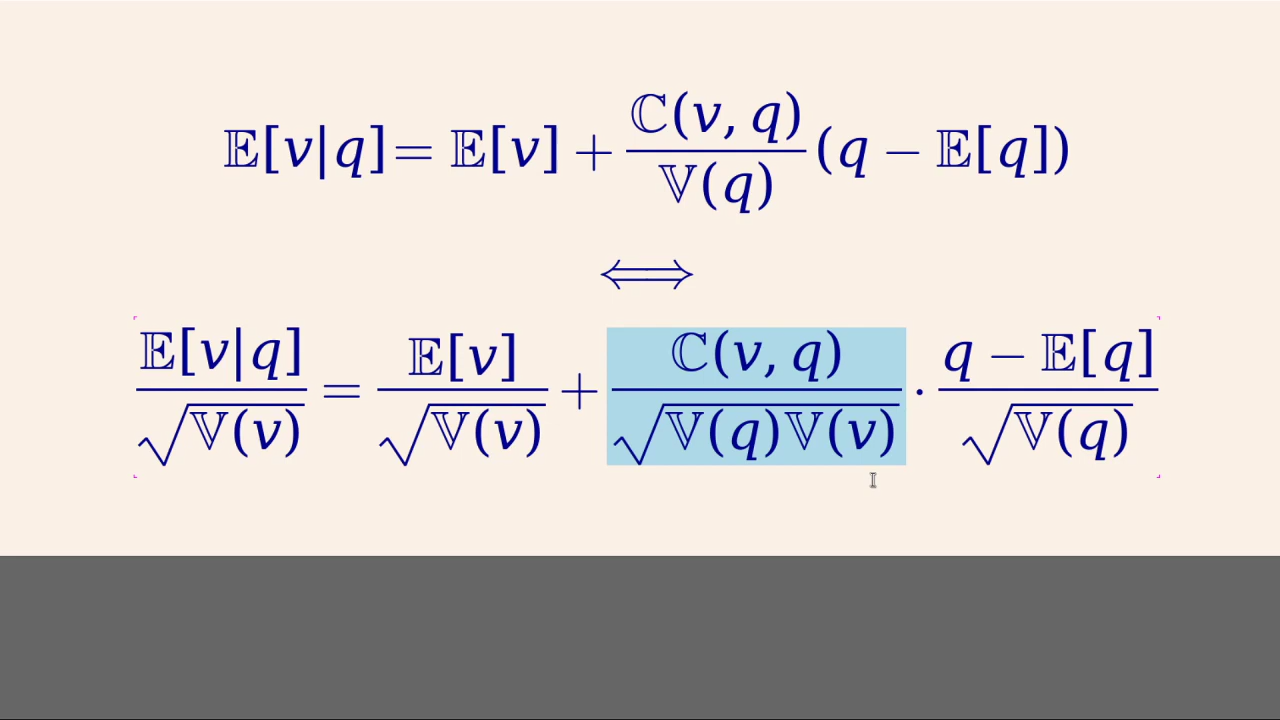 𝔼[v|q] = 𝔼[v] + ℂ(v, q)/𝕍(q) (q − 𝔼[q])
⟺
𝔼[v|q]/√𝕍(v) = 𝔼[v]/√𝕍(v) + ℂ(v, q)/√(𝕍(q)𝕍(v)) · (q − 𝔼[q])/√𝕍(q)